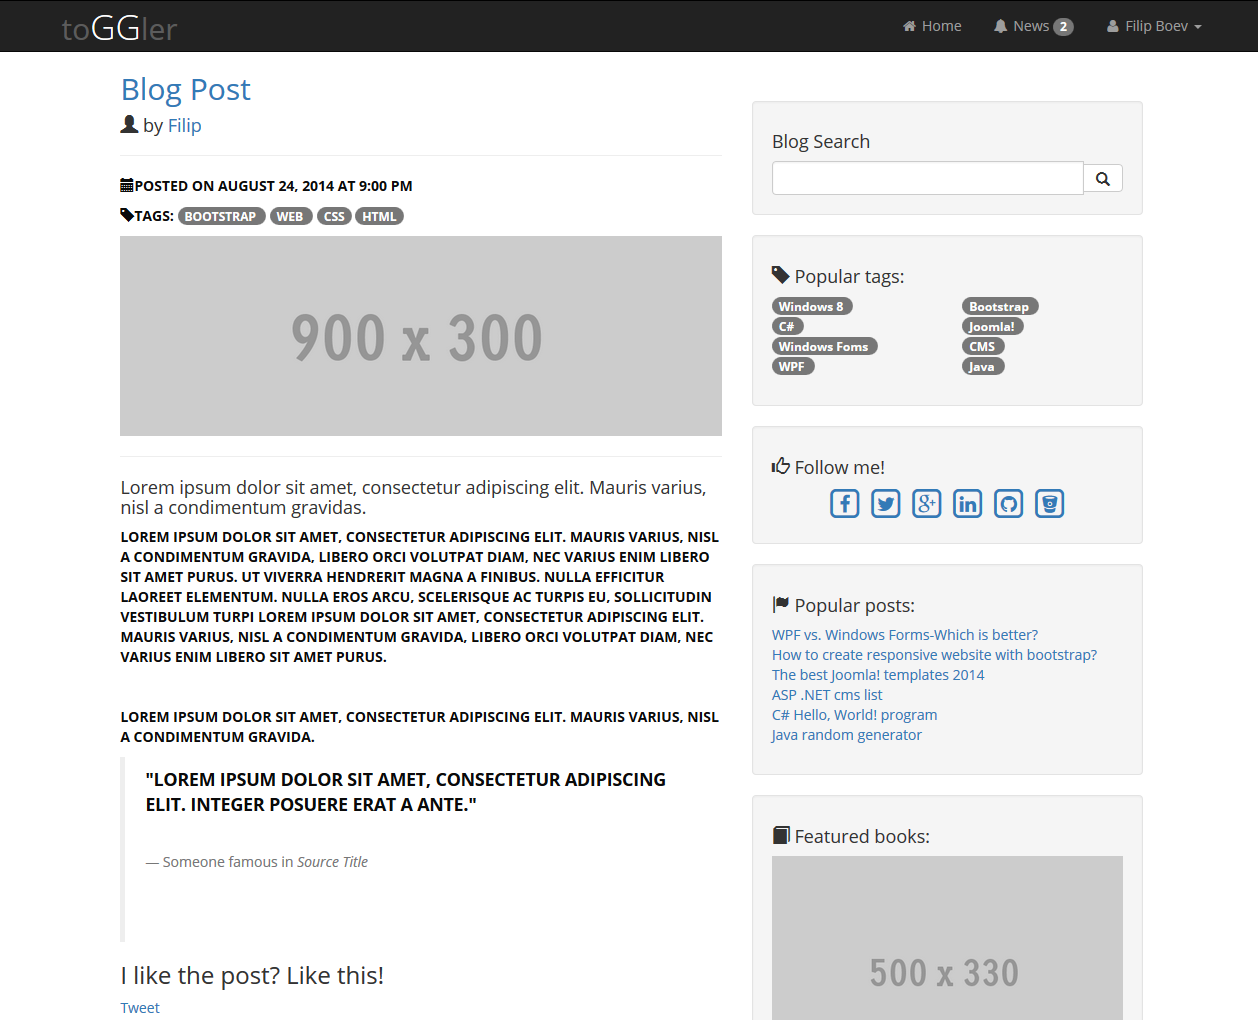 toGGler
Home
News 2
Filip Boev
Blog Post
by Filip
POSTED ON AUGUST 24, 2014 AT 9:00 PM
TAGS: BOOTSTRAP WEB CSS HTML
900 x 300
Lorem ipsum dolor sit amet, consectetur adipiscing elit. Mauris varius,
nisl a condimentum gravidas.
LOREM IPSUM DOLOR SIT AMET, CONSECTETUR ADIPISCING ELIT. MAURIS VARIUS, NISL
A CONDIMENTUM GRAVIDA, LIBERO ORCI VOLUTPAT DIAM, NEC VARIUS ENIM LIBERO
SIT AMET PURUS. UT VIVERRA HENDRERIT MAGNA A FINIBUS. NULLA EFFICITUR
LAOREET ELEMENTUM. NULLA EROS ARCU, SCELERISQUE AC TURPIS EU, SOLLICITUDIN
VESTIBULUM TURPI LOREM IPSUM DOLOR SIT AMET, CONSECTETUR ADIPISCING ELIT.
MAURIS VARIUS, NISL A CONDIMENTUM GRAVIDA, LIBERO ORCI VOLUTPAT DIAM, NEC
VARIUS ENIM LIBERO SIT AMET PURUS.
LOREM IPSUM DOLOR SIT AMET, CONSECTETUR ADIPISCING ELIT. MAURIS VARIUS, NISL
A CONDIMENTUM GRAVIDA.
"LOREM IPSUM DOLOR SIT AMET, CONSECTETUR ADIPISCING
ELIT. INTEGER POSUERE ERAT A ANTE."
— Someone famous in Source Title
I like the post? Like this!
Tweet
Blog Search
Popular tags:
Windows 8
C#
Windows Foms
WPF
Bootstrap
Joomla!
CMS
Java
Follow me!
Popular posts:
WPF vs. Windows Forms-Which is better?
How to create responsive website with bootstrap?
The best Joomla! templates 2014
ASP .NET cms list
C# Hello, World! program
Java random generator
Featured books:
500 x 330